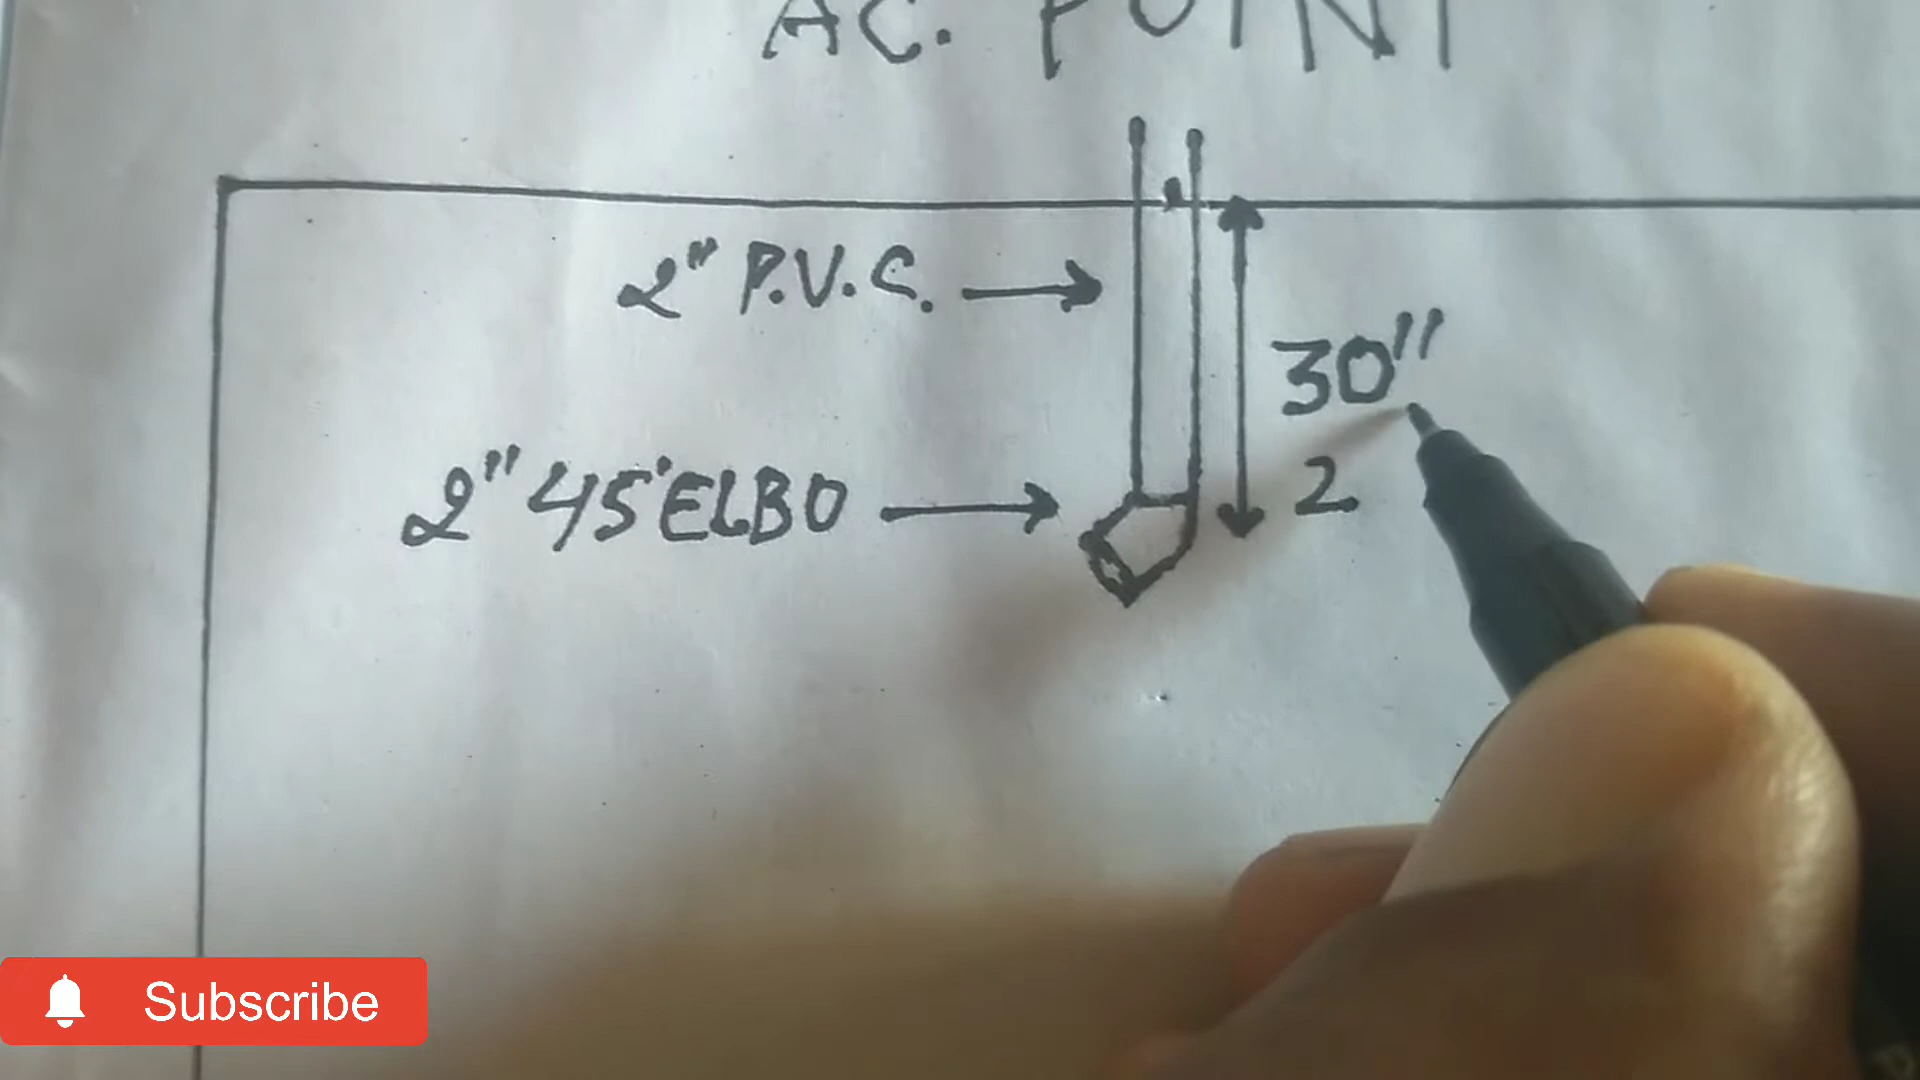 AC. POINT
2" P.V.C.
30"
2" 45° ELBO
2
Subscribe